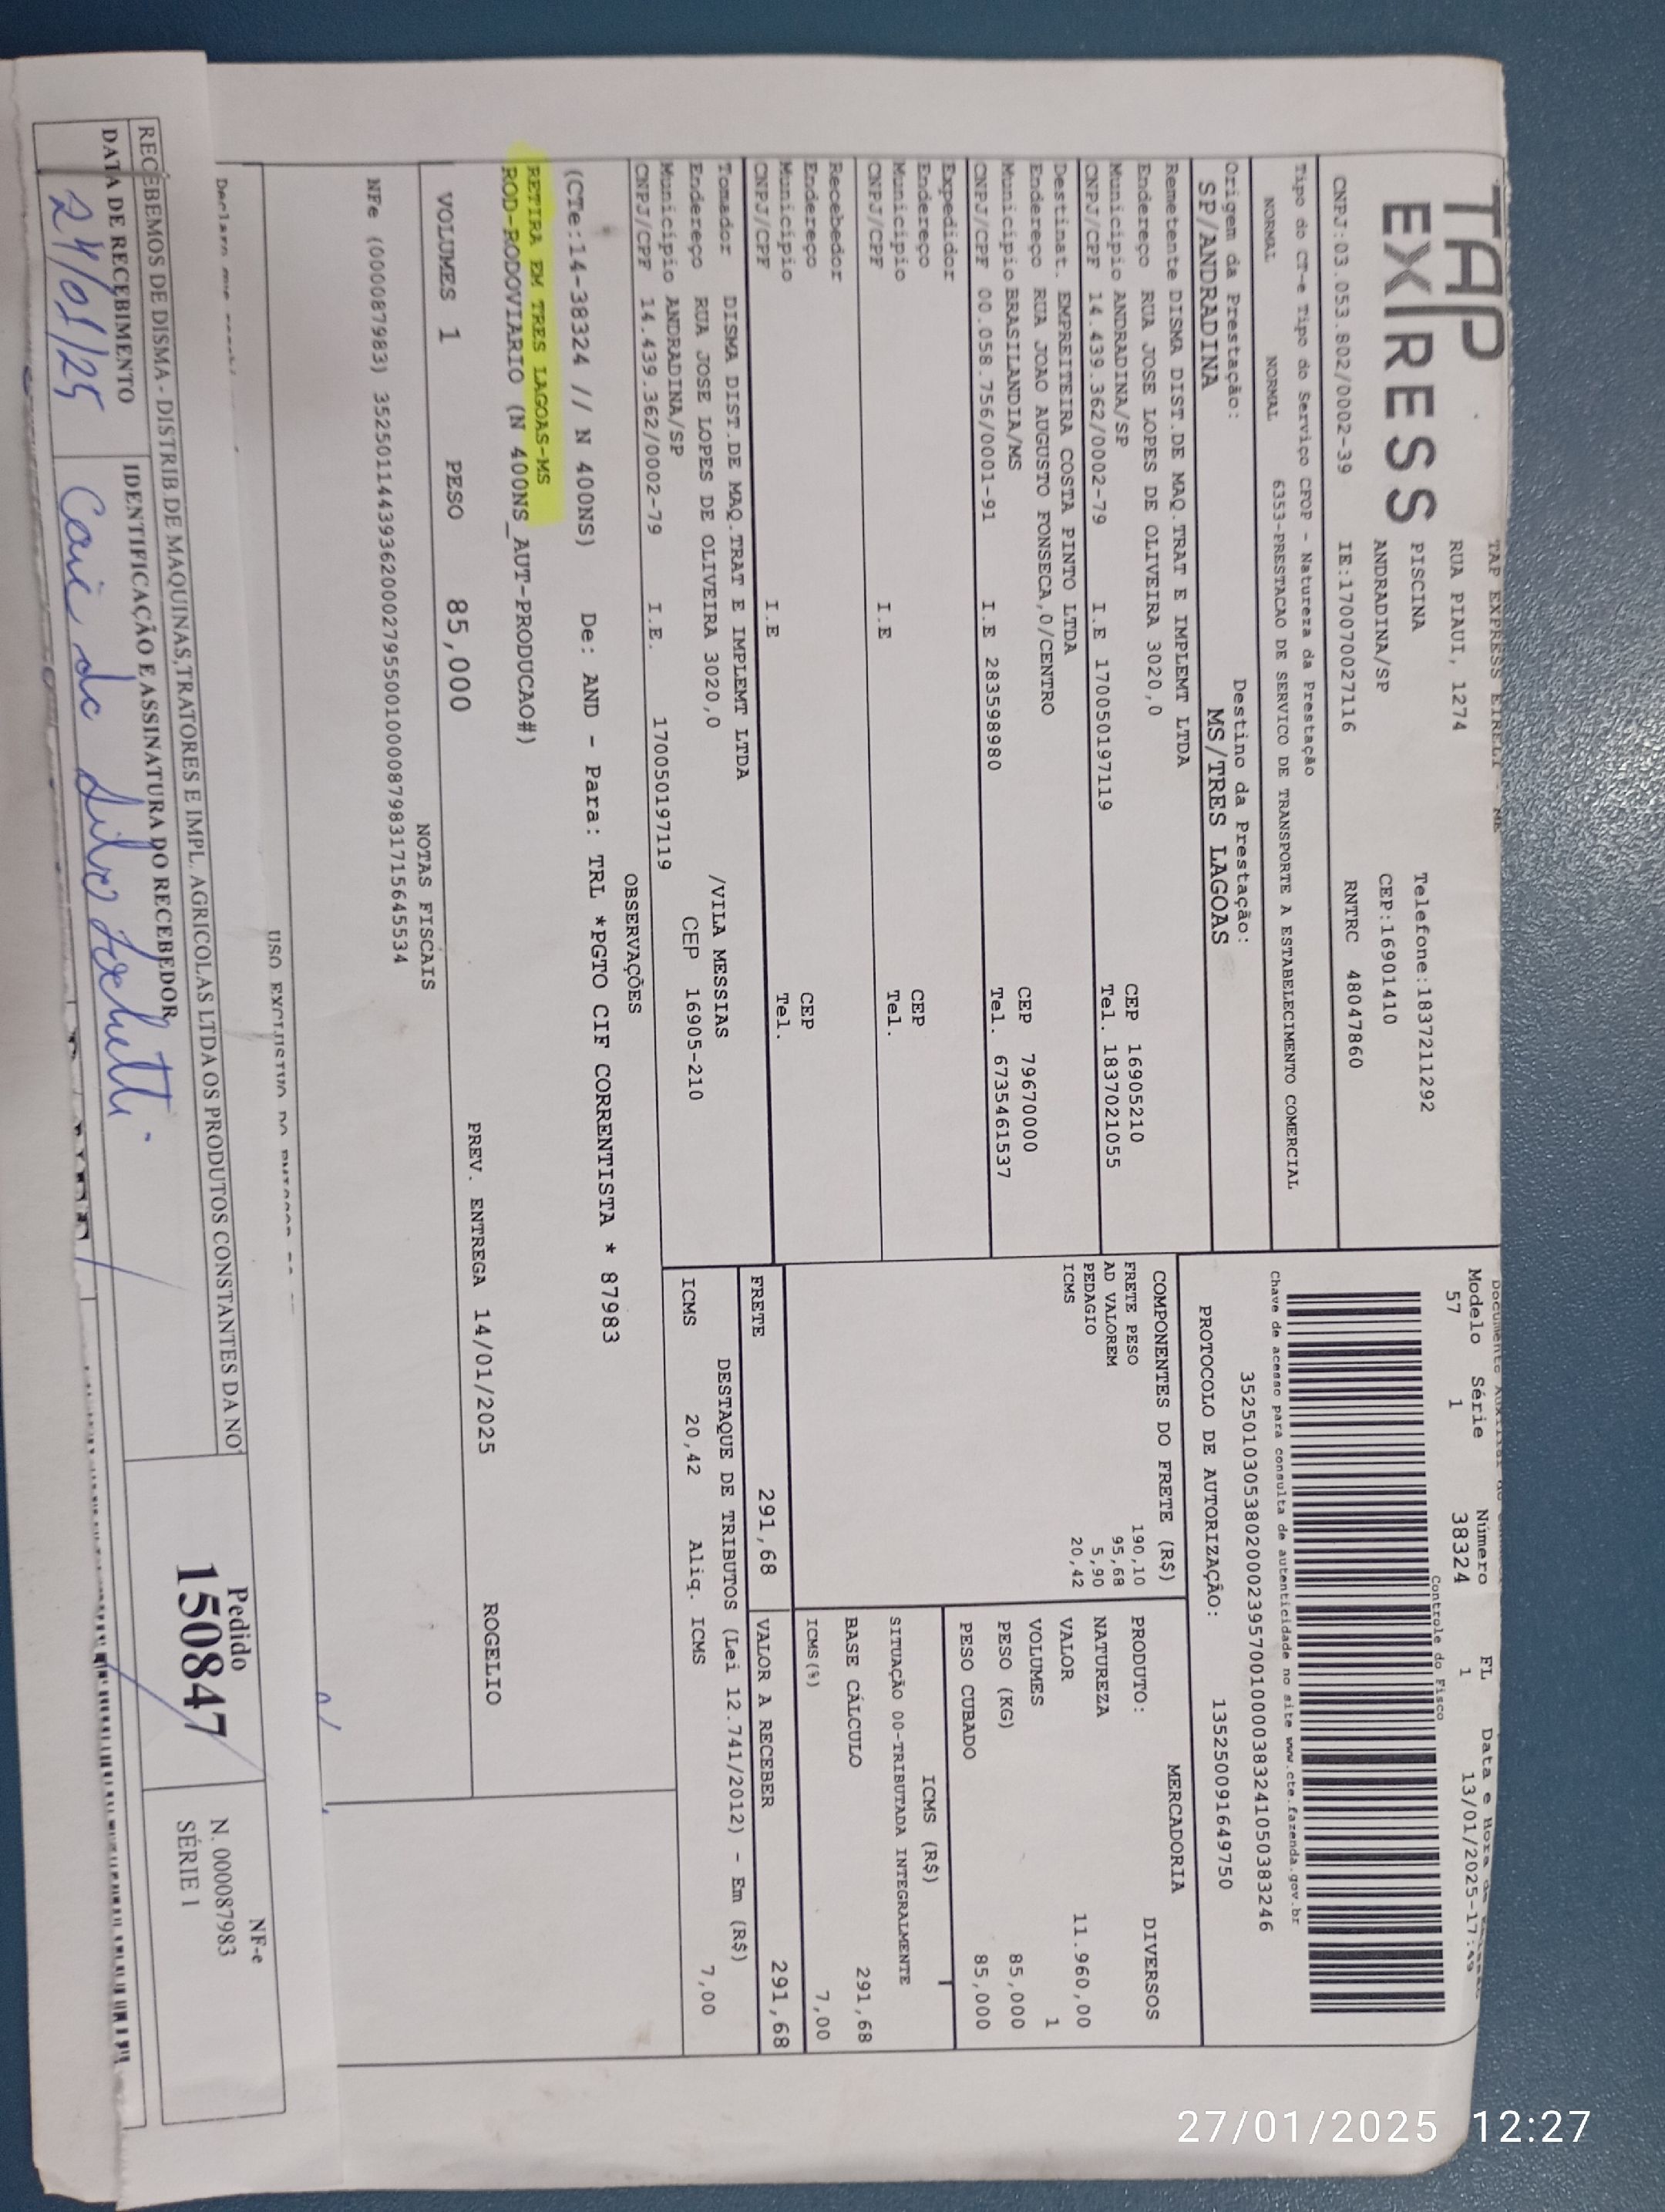 TAP
EXPRESS
TAP EXPRESS EIRELI - ME
RUA PIAUI, 1274
PISCINA
ANDRADINA/SP
Telefone:1837211292
CEP:16901410
CNPJ:03.053.802/0002-39 IE:170070027116 RNTRC 48047860
Tipo do CT-e Tipo do Serviço CFOP - Natureza da Prestação
NORMAL NORMAL 6353-PRESTACAO DE SERVICO DE TRANSPORTE A ESTABELECIMENTO COMERCIAL
Origem da Prestação: Destino da Prestação:
SP/ANDRADINA MS/TRES LAGOAS
Modelo Série Número FL Data e Hora de
57 1 38324 1 13/01/2025-17:49
Controle do Fisco
Chave de acesso para consulta de autenticidade no site www.cte.fazenda.gov.br
35250103053802000239570010000383241050383246
PROTOCOLO DE AUTORIZAÇÃO: 135250091649750
Remetente DISMA DIST.DE MAQ.TRAT E IMPLEMT LTDA
Endereço RUA JOSE LOPES DE OLIVEIRA 3020,0 CEP 16905210
Município ANDRADINA/SP Tel. 1837021055
CNPJ/CPF 14.439.362/0002-79 I.E 170050197119
Destinat. EMPREITEIRA COSTA PINTO LTDA
Endereço RUA JOAO AUGUSTO FONSECA,0/CENTRO CEP 79670000
Município BRASILANDIA/MS Tel. 6735461537
CNPJ/CPF 00.058.756/0001-91 I.E 283598980
Expedidor
Endereço CEP
Município Tel.
CNPJ/CPF I.E
Recebedor
Endereço CEP
Município Tel.
CNPJ/CPF I.E
Tomador DISMA DIST.DE MAQ.TRAT E IMPLEMT LTDA
Endereço RUA JOSE LOPES DE OLIVEIRA 3020,0 /VILA MESSIAS
Município ANDRADINA/SP CEP 16905-210
CNPJ/CPF 14.439.362/0002-79 I.E. 170050197119
COMPONENTES DO FRETE (R$)
FRETE PESO 190,10
AD VALOREM 95,68
PEDAGIO 5,90
ICMS 20,42
MERCADORIA
PRODUTO: DIVERSOS
NATUREZA
VALOR 11.960,00
VOLUMES 1
PESO (KG) 85,000
PESO CUBADO 85,000
ICMS (R$)
SITUAÇÃO 00-TRIBUTADA INTEGRALMENTE
BASE CÁLCULO 291,68
ICMS(%) 7,00
FRETE 291,68 VALOR A RECEBER 291,68
DESTAQUE DE TRIBUTOS (Lei 12.741/2012) - Em (R$)
ICMS 20,42 Aliq. ICMS 7,00
OBSERVAÇÕES
(CTe:14-38324 // N 400NS) De: AND - Para: TRL *PGTO CIF CORRENTISTA * 87983
RETIRA EM TRES LAGOAS-MS
ROD-RODOVIARIO (N 400NS_AUT-PRODUCAO#)
VOLUMES 1 PESO 85,000 PREV. ENTREGA 14/01/2025 ROGELIO
NOTAS FISCAIS
NFe (000087983) 35250114439362000279550010000879831715645534
Declaro que
USO EXCLUSIVO DO EMISSOR
RECEBEMOS DE DISMA - DISTRIB.DE MAQUINAS,TRATORES E IMPL. AGRICOLAS LTDA OS PRODUTOS CONSTANTES DA NO
DATA DE RECEBIMENTO IDENTIFICAÇÃO E ASSINATURA DO RECEBEDOR
24/01/25
Pedido
150847
NF-e
N. 000087983
SÉRIE 1
27/01/2025 12:27